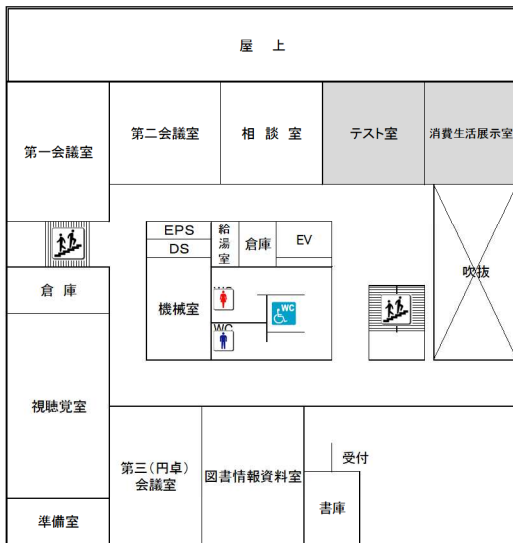 屋上
第一会議室
第二会議室
相談室
テスト室
消費生活展示室
EPS
DS
給湯室
倉庫
EV
吹抜
倉庫
機械室
WC
WC
WC
視聴覚室
第三（円卓）
会議室
図書情報資料室
受付
書庫
準備室